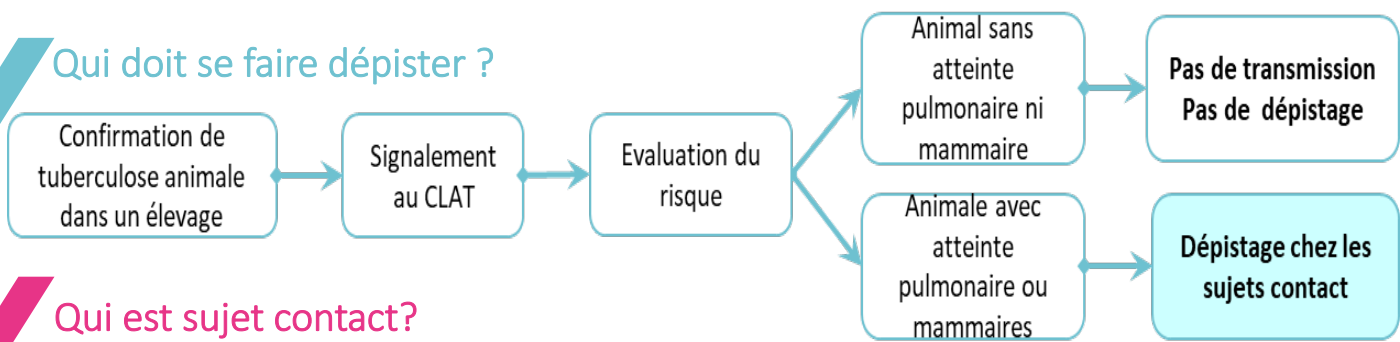 Qui doit se faire dépister ?
Confirmation de
tuberculose animale
dans un élevage
Signalement
au CLAT
Evaluation du
risque
Animal sans
atteinte
pulmonaire ni
mammaire
Pas de transmission
Pas de dépistage
Animale avec
atteinte
pulmonaire ou
mammaires
Dépistage chez les
sujets contact
Qui est sujet contact?